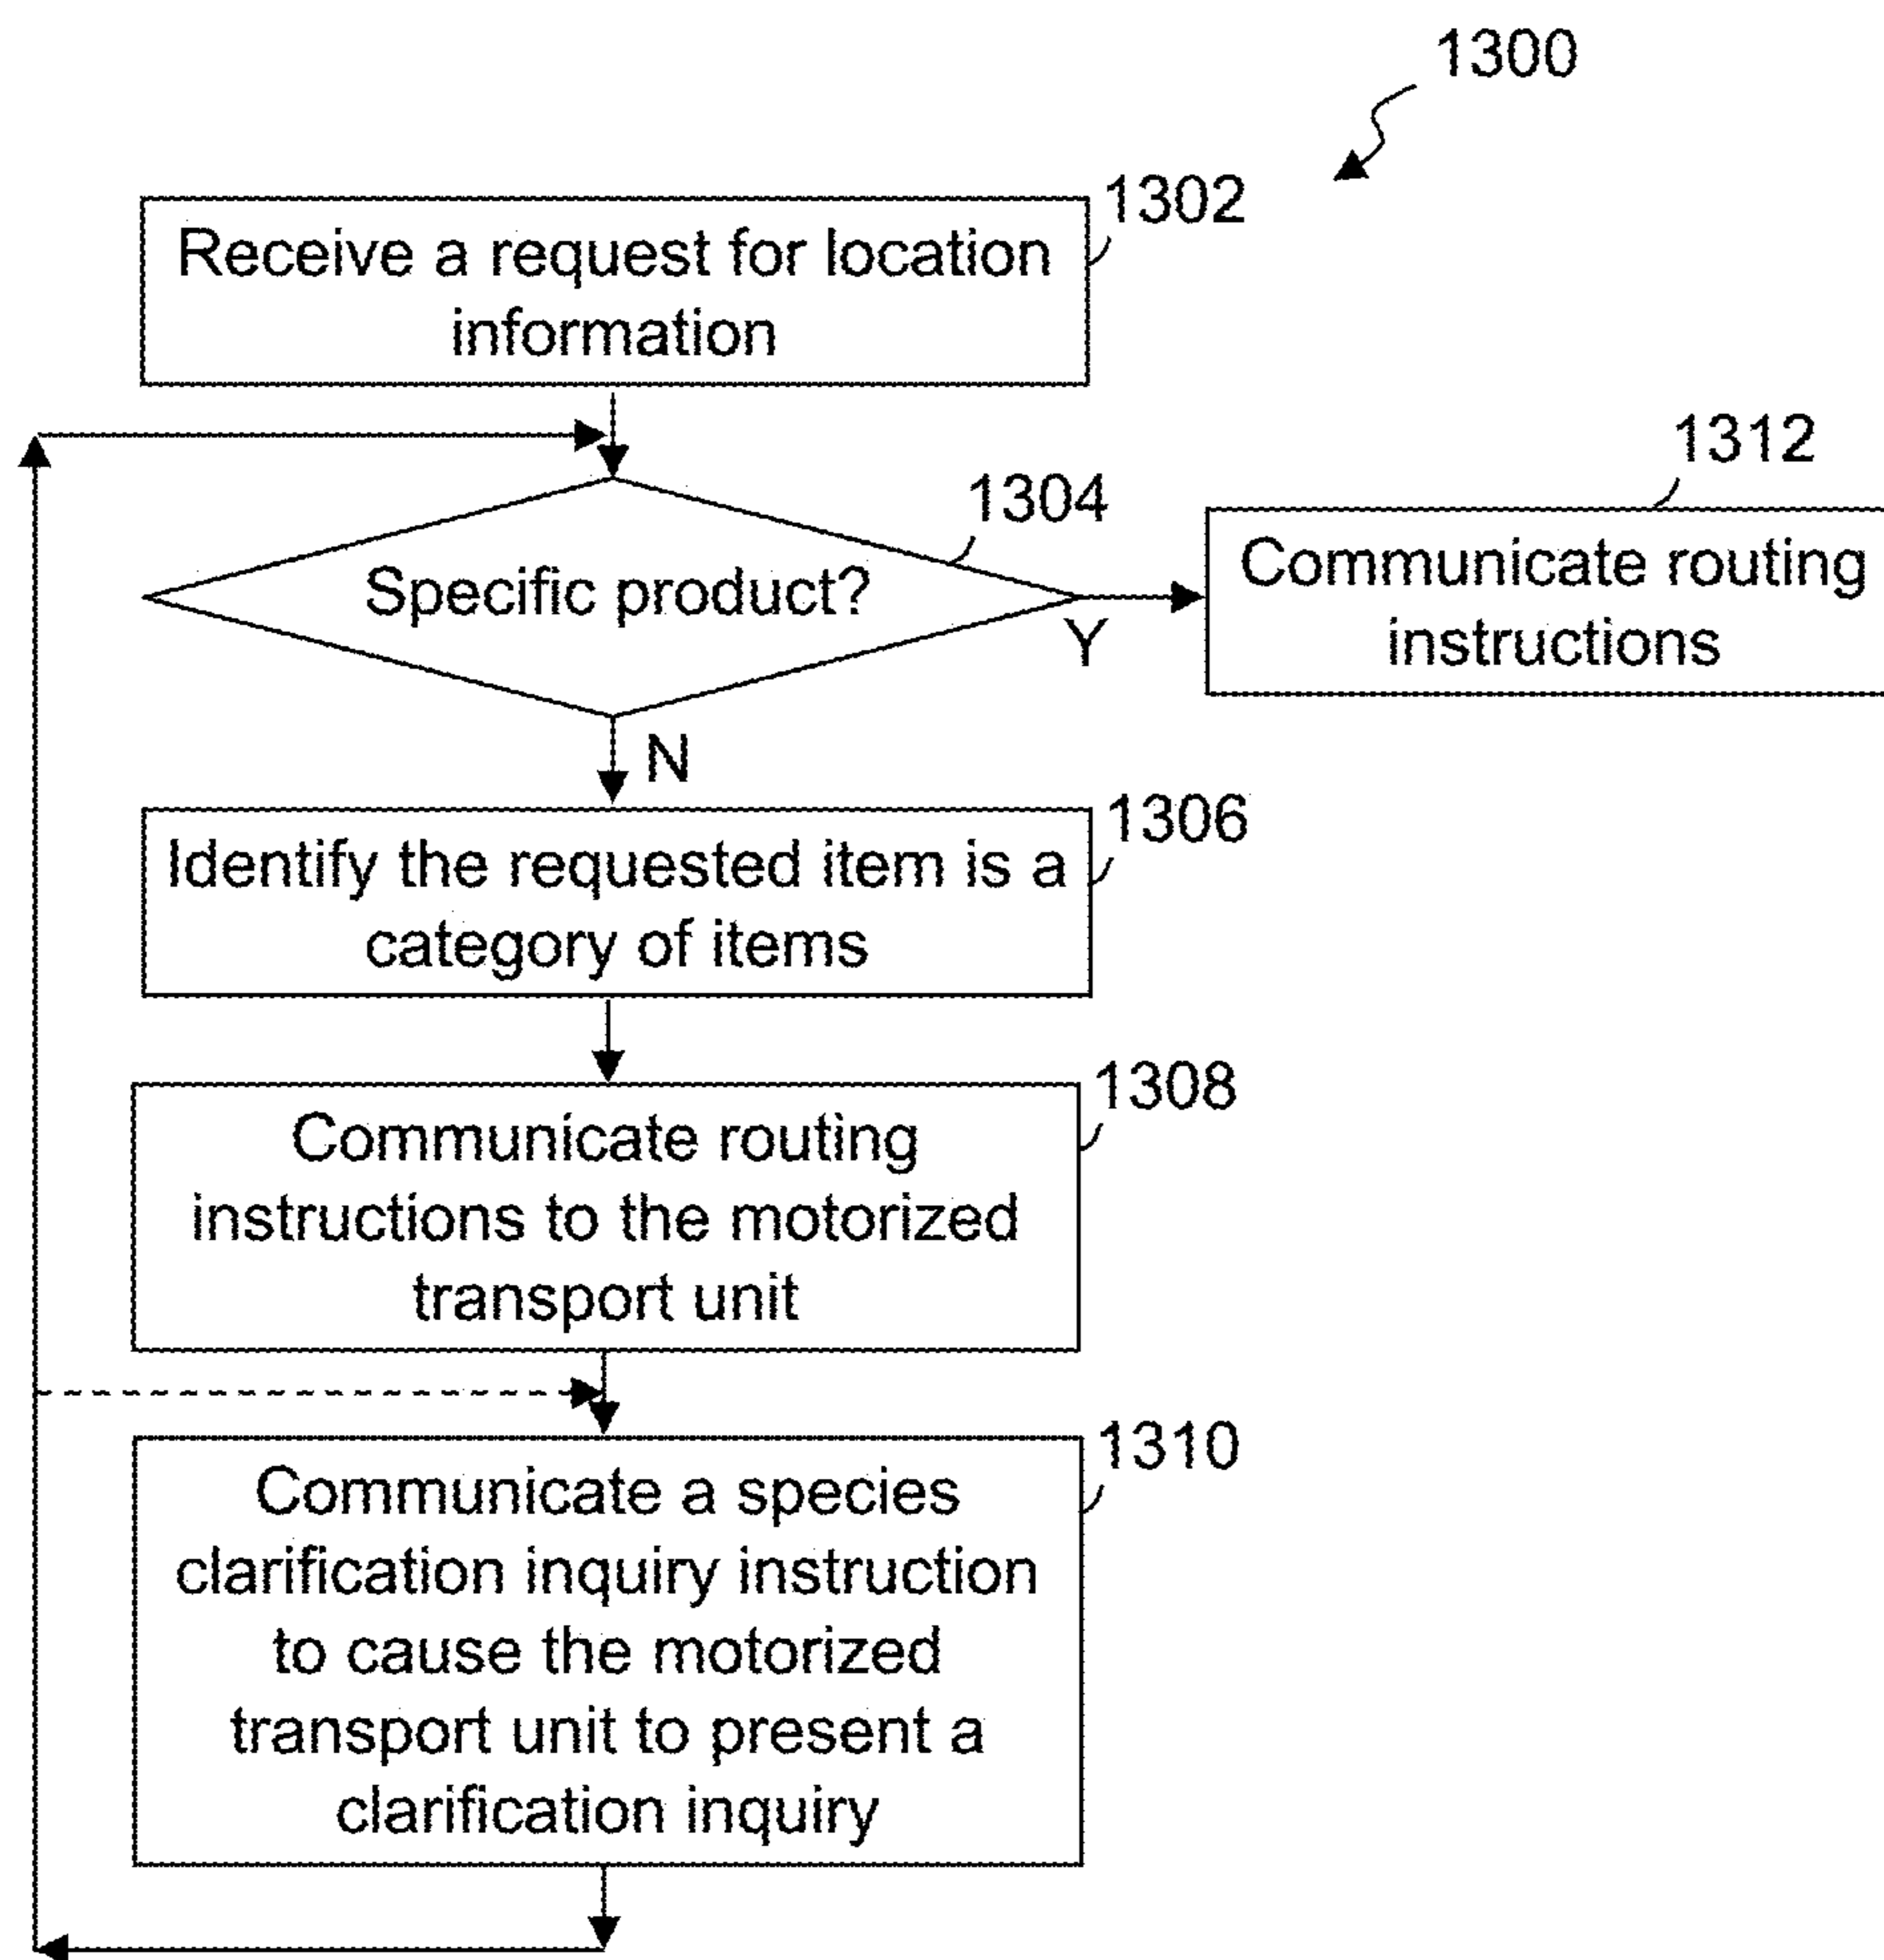 1300
1302
Receive a request for location
information
1304
Specific product?
Y
N
1312
Communicate routing
instructions
1306
Identify the requested item is a
category of items
1308
Communicate routing
instructions to the motorized
transport unit
1310
Communicate a species
clarification inquiry instruction
to cause the motorized
transport unit to present a
clarification inquiry